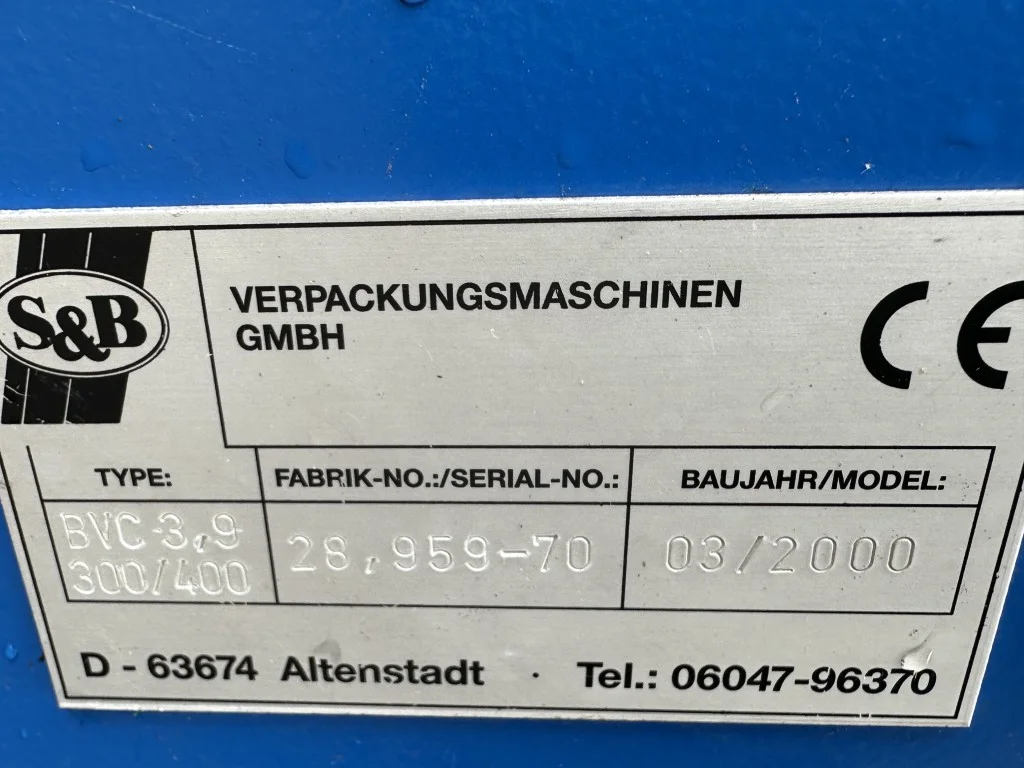 S&B
VERPACKUNGSMASCHINEN
GMBH
CE
TYPE:
FABRIK-NO.:/SERIAL-NO.:
BAUJAHR/MODEL:
BVC 3,9
300/400
28,959-70
03/2000
D - 63674 Altenstadt · Tel.: 06047-96370